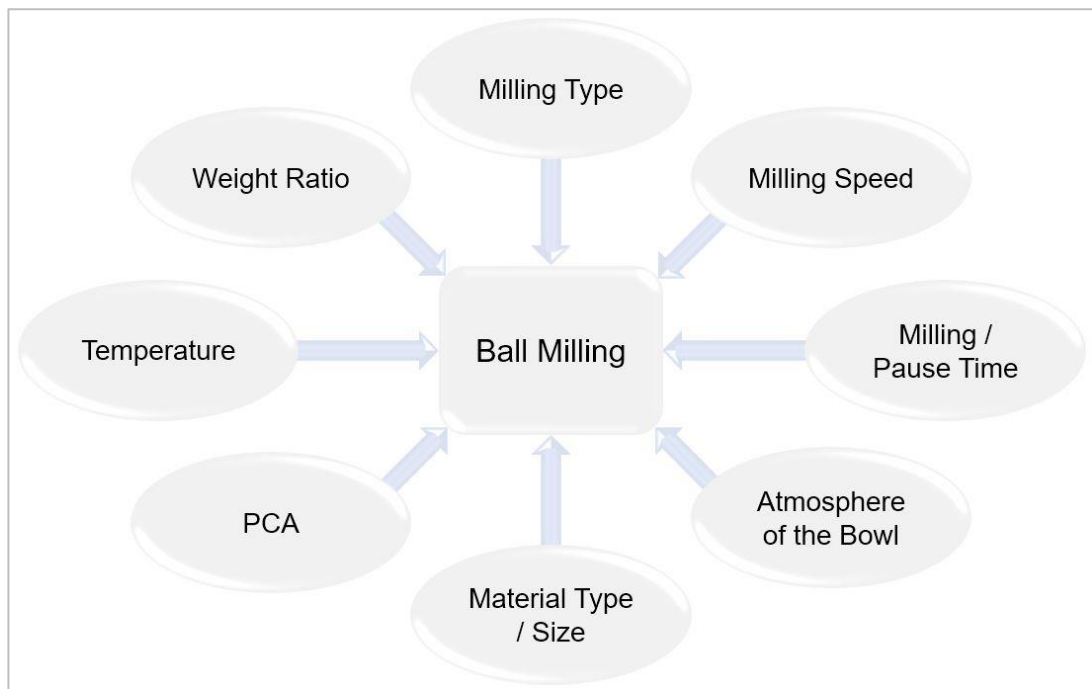 Milling Type
Weight Ratio
Milling Speed
Temperature
Ball Milling
Milling /
Pause Time
PCA
Atmosphere
of the Bowl
Material Type
/ Size